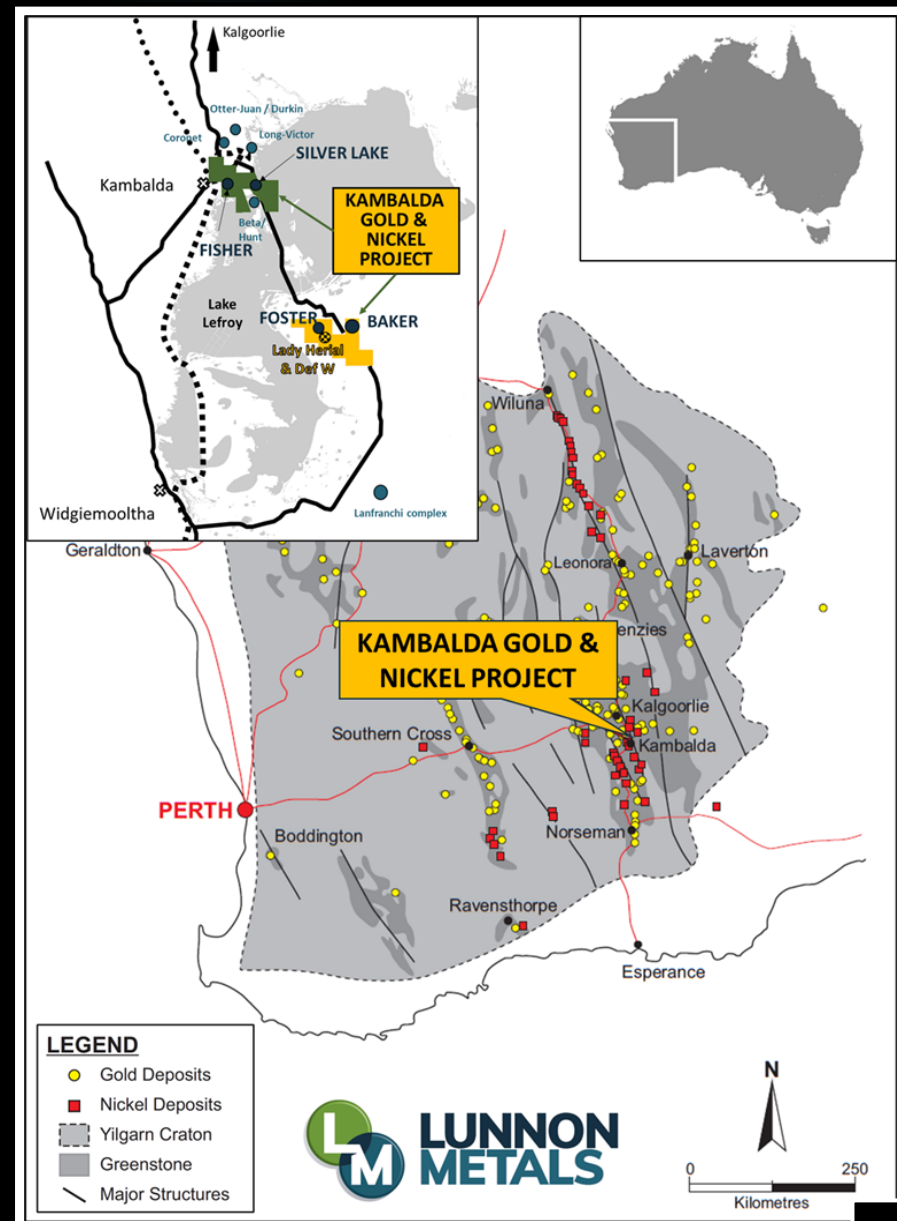 Kalgoorlie
Otter-Juan / Durkin
Coronet
Long-Victor
SILVER LAKE
Kambalda
KAMBALDA
GOLD &
NICKEL
PROJECT
Beta/
Hunt
FISHER
Lake
Lefroy
FOSTER
BAKER
Lady Herial
& Def W
Widgiemooltha
Lanfranchi complex
Wiluna
Geraldton
Leonora
Laverton
enzies
KAMBALDA GOLD &
NICKEL PROJECT
Kalgoorlie
Southern Cross
Kambalda
PERTH
Boddington
Norseman
Ravensthorpe
Esperance
LEGEND
Gold Deposits
Nickel Deposits
Yilgarn Craton
Greenstone
Major Structures
L
M
LUNNON
METALS
N
0 250
Kilometres